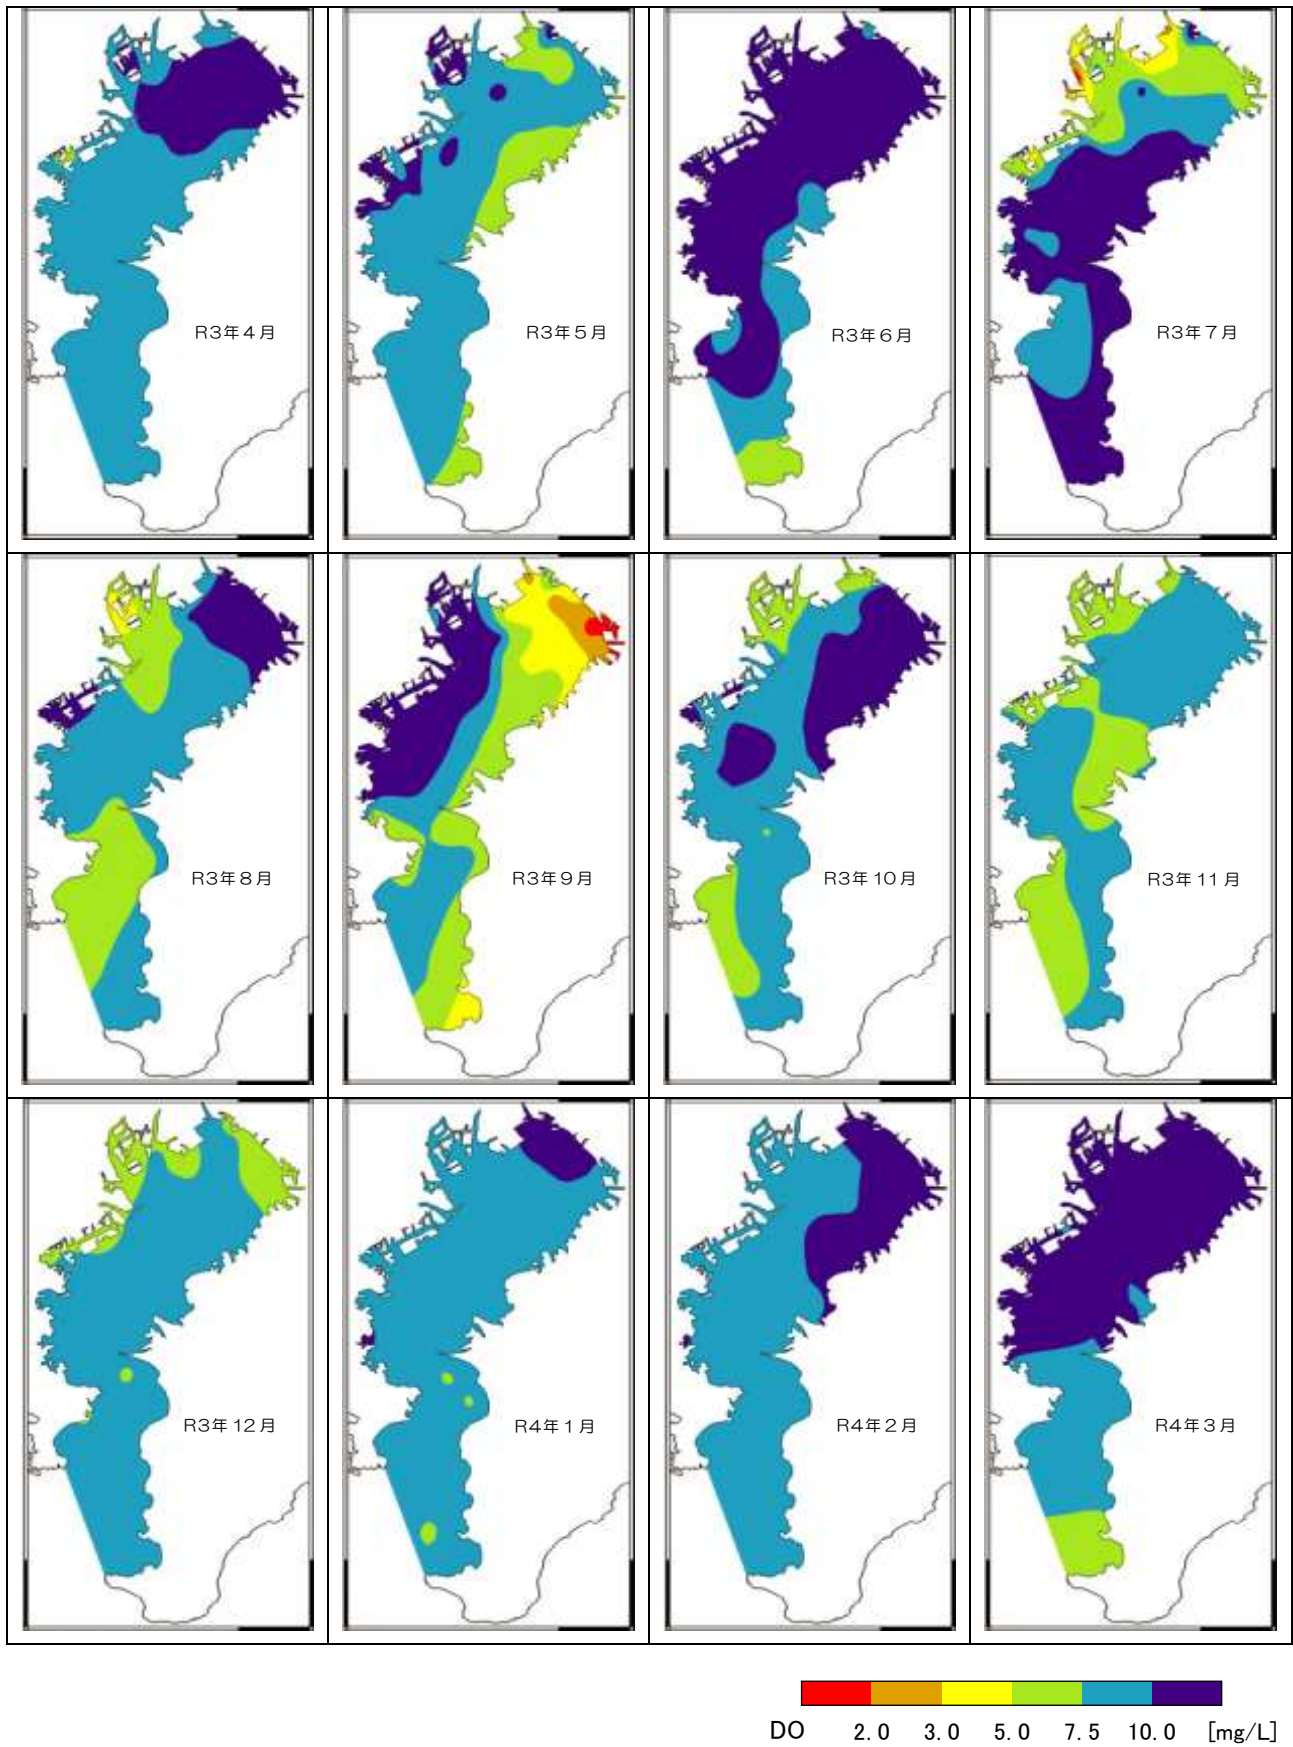 R3年4月
R3年5月
R3年6月
R3年7月
R3年8月
R3年9月
R3年10月
R3年11月
R3年12月
R4年1月
R4年2月
R4年3月
DO 2.0 3.0 5.0 7.5 10.0 [mg/L]